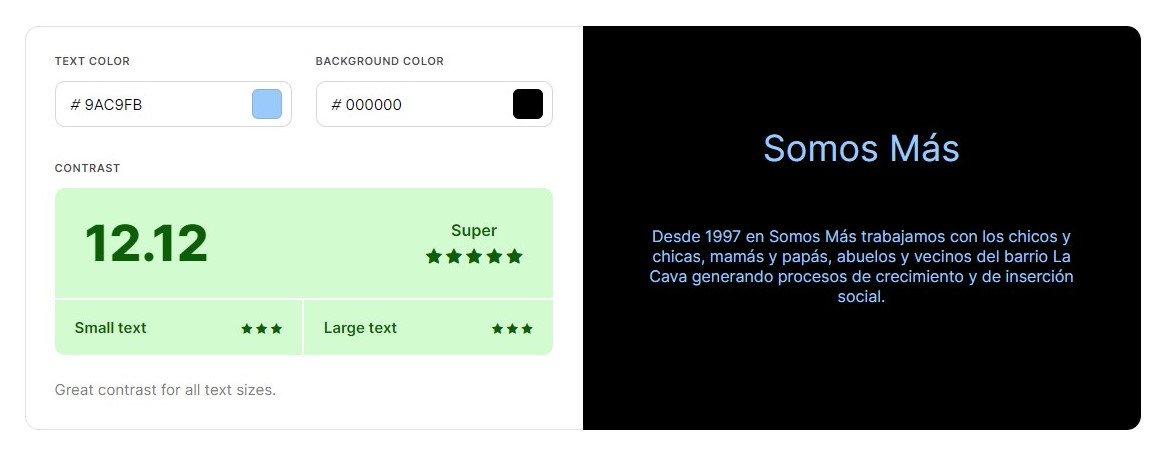 TEXT COLOR
BACKGROUND COLOR
# 9AC9FB
# 000000
CONTRAST
12.12
Super
★★★★★
Small text ★★★
Large text ★★★
Great contrast for all text sizes.
Somos Más
Desde 1997 en Somos Más trabajamos con los chicos y
chicas, mamás y papás, abuelos y vecinos del barrio La
Cava generando procesos de crecimiento y de inserción
social.